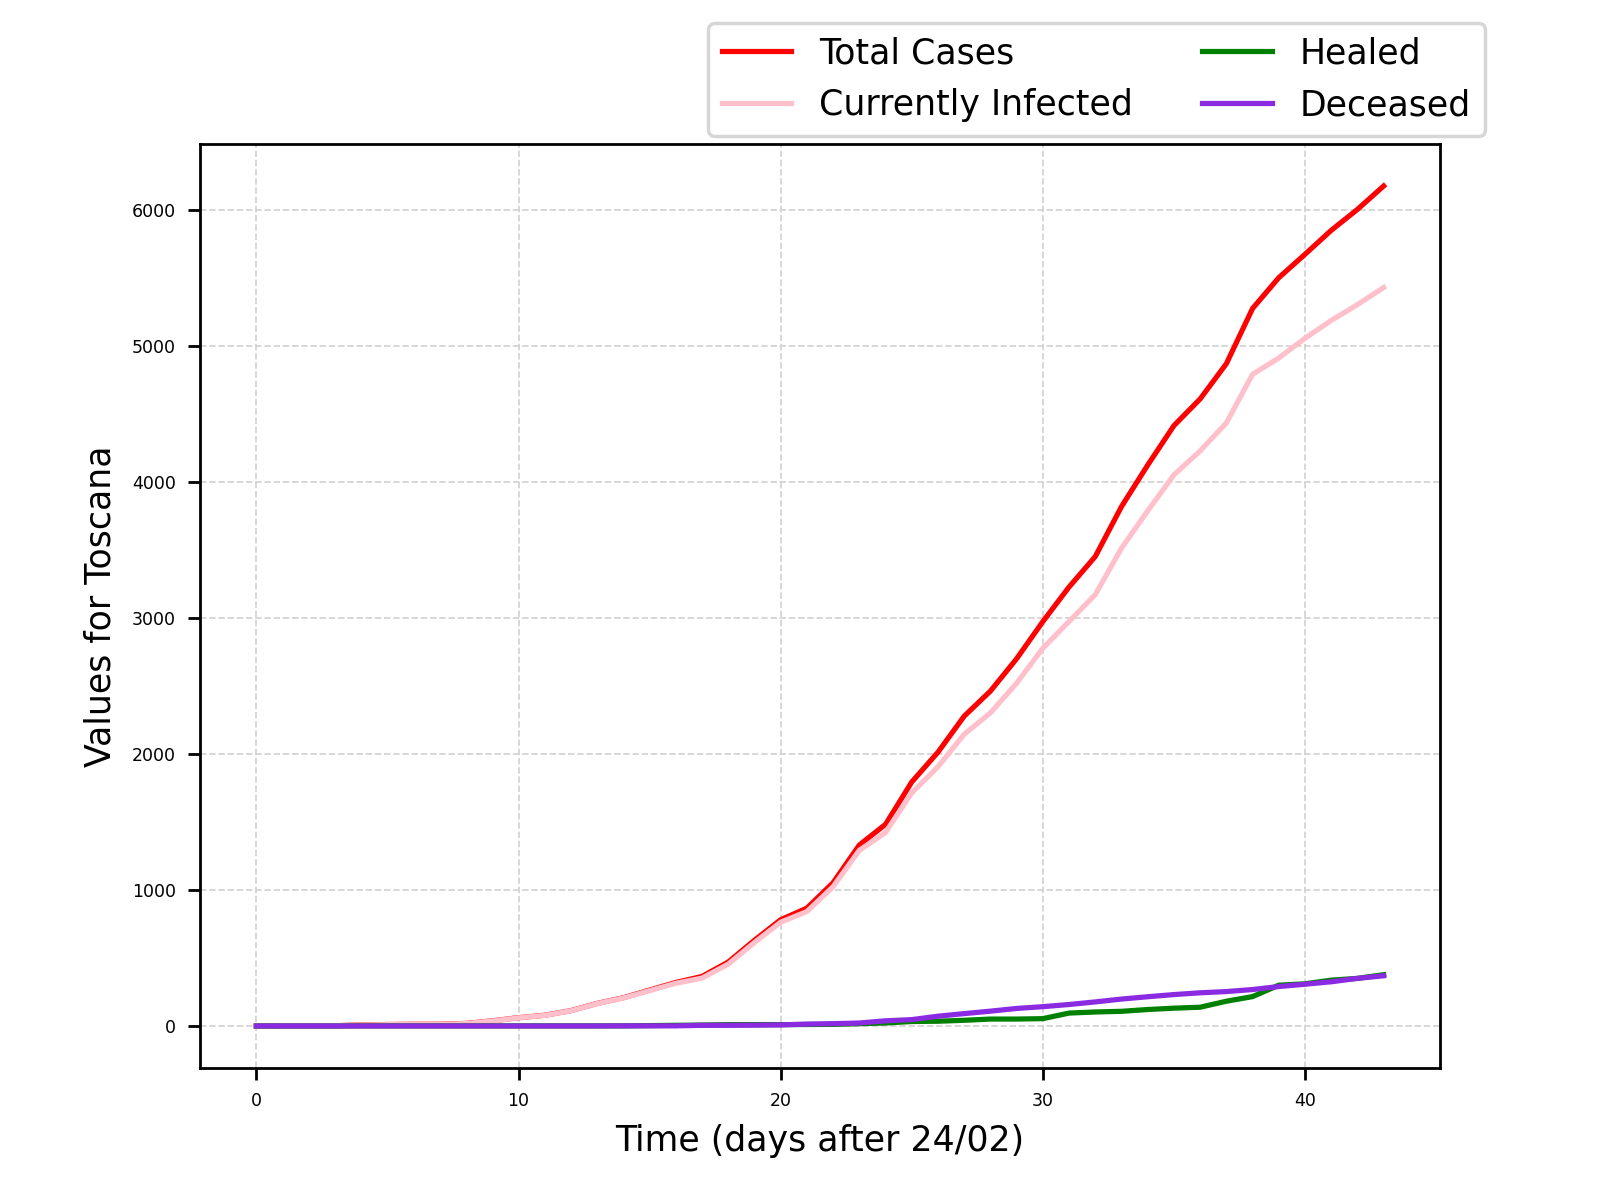 Total Cases
Currently Infected
Healed
Deceased
6000
5000
4000
3000
2000
1000
0
Values for Toscana
0 10 20 30 40
Time (days after 24/02)